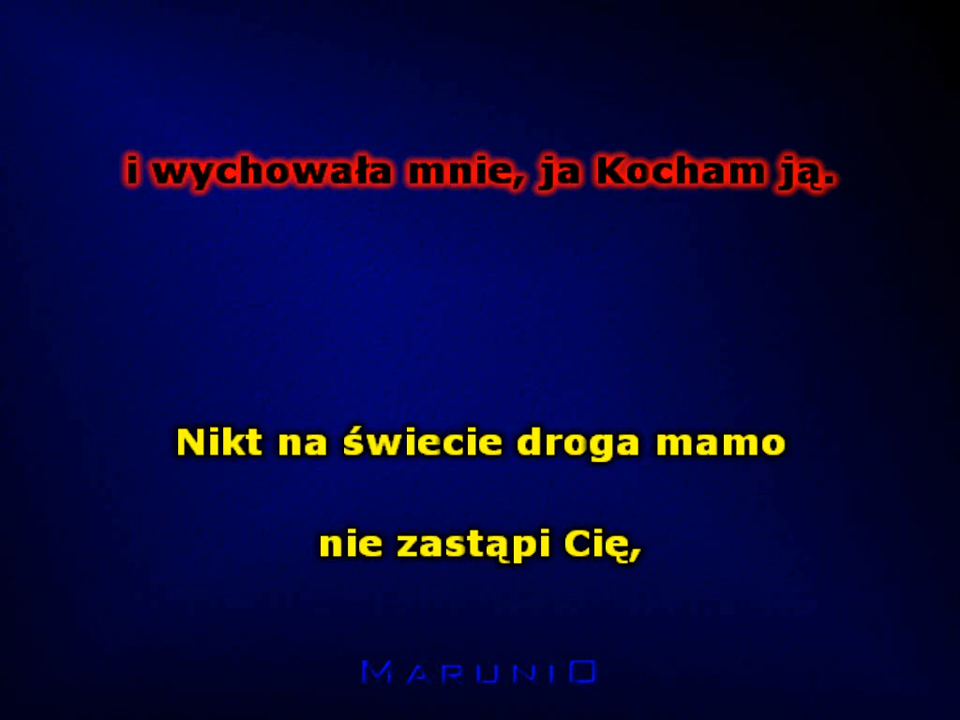 i wychowała mnie, ja Kocham ją.
Nikt na świecie droga mamo
nie zastąpi Cię,
MARUNIO